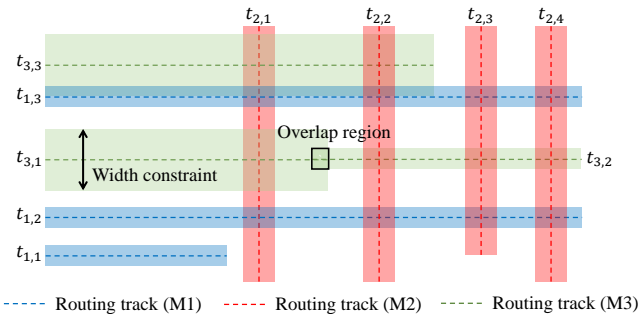 t2,1 t2,2 t2,3 t2,4
t3,3
t1,3
Overlap region
t3,1
t3,2
Width constraint
t1,2
t1,1
Routing track (M1) Routing track (M2) Routing track (M3)